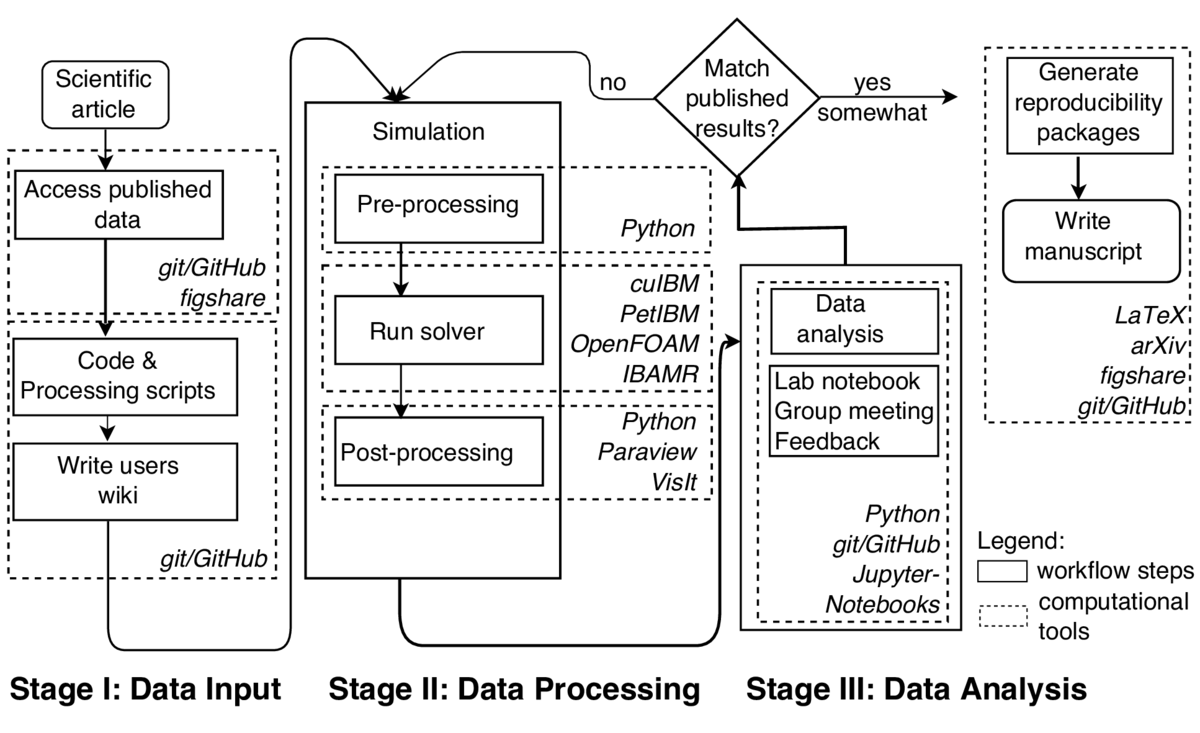 Scientific
article
Access published
data
git/GitHub
figshare
Code &
Processing scripts
Write users
wiki
git/GitHub
Stage I: Data Input
Simulation
Pre-processing
Python
Run solver
cuIBM
PetIBM
OpenFOAM
IBAMR
Post-processing
Python
Paraview
VisIt
Stage II: Data Processing
no
Match
published
results?
yes
somewhat
Data
analysis
Lab notebook
Group meeting
Feedback
Python
git/GitHub
Jupyter-
Notebooks
Stage III: Data Analysis
Generate
reproducibility
packages
Write
manuscript
LaTeX
arXiv
figshare
git/GitHub
Legend:
workflow steps
computational
tools